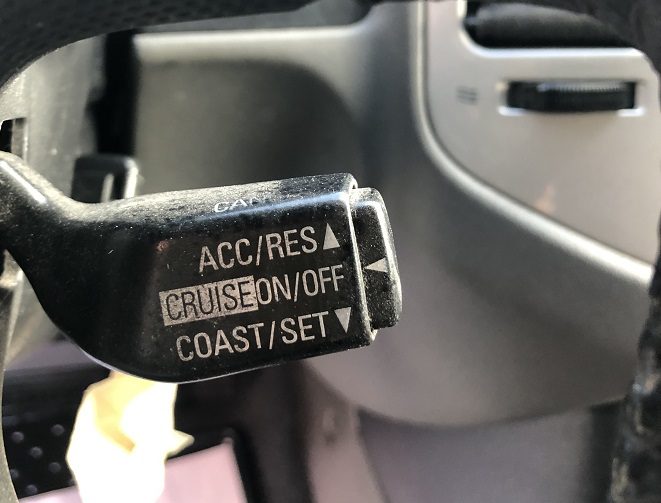 ACC/RES▲
CRUISE ON/OFF ◀
COAST/SET▼